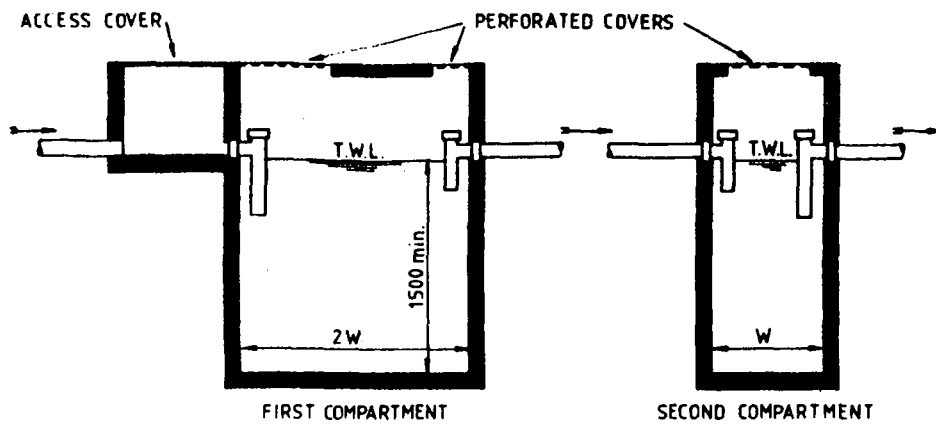 ACCESS COVER
PERFORATED COVERS
T.W.L.
T.W.L.
1500 min.
2W
W
FIRST COMPARTMENT
SECOND COMPARTMENT